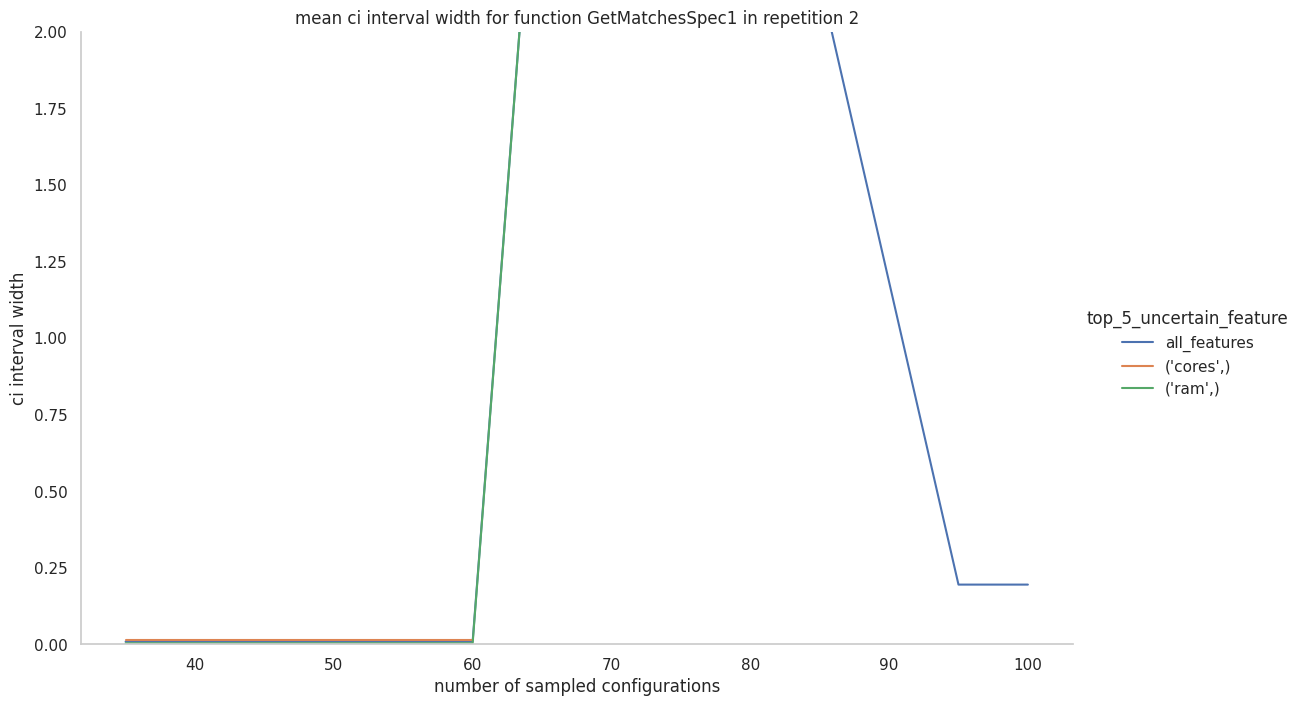 mean ci interval width for function GetMatchesSpec1 in repetition 2
2.00
1.75
1.50
1.25
1.00
0.75
0.50
0.25
0.00
ci interval width
40 50 60 70 80 90 100
number of sampled configurations
top_5_uncertain_feature
all_features
('cores',)
('ram',)